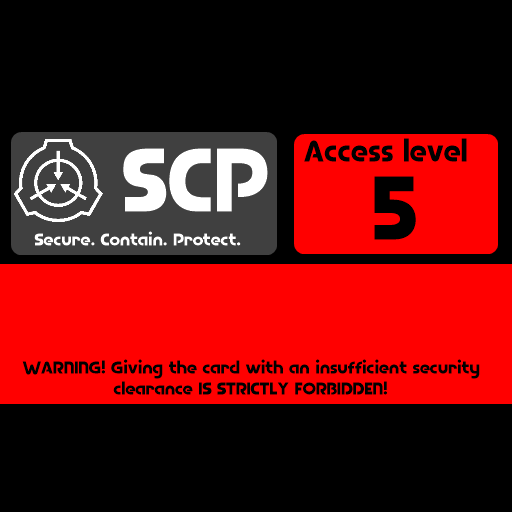 SCP
Secure. Contain. Protect.
Access level
5
WARNING! Giving the card with an insufficient security
clearance IS STRICTLY FORBIDDEN!